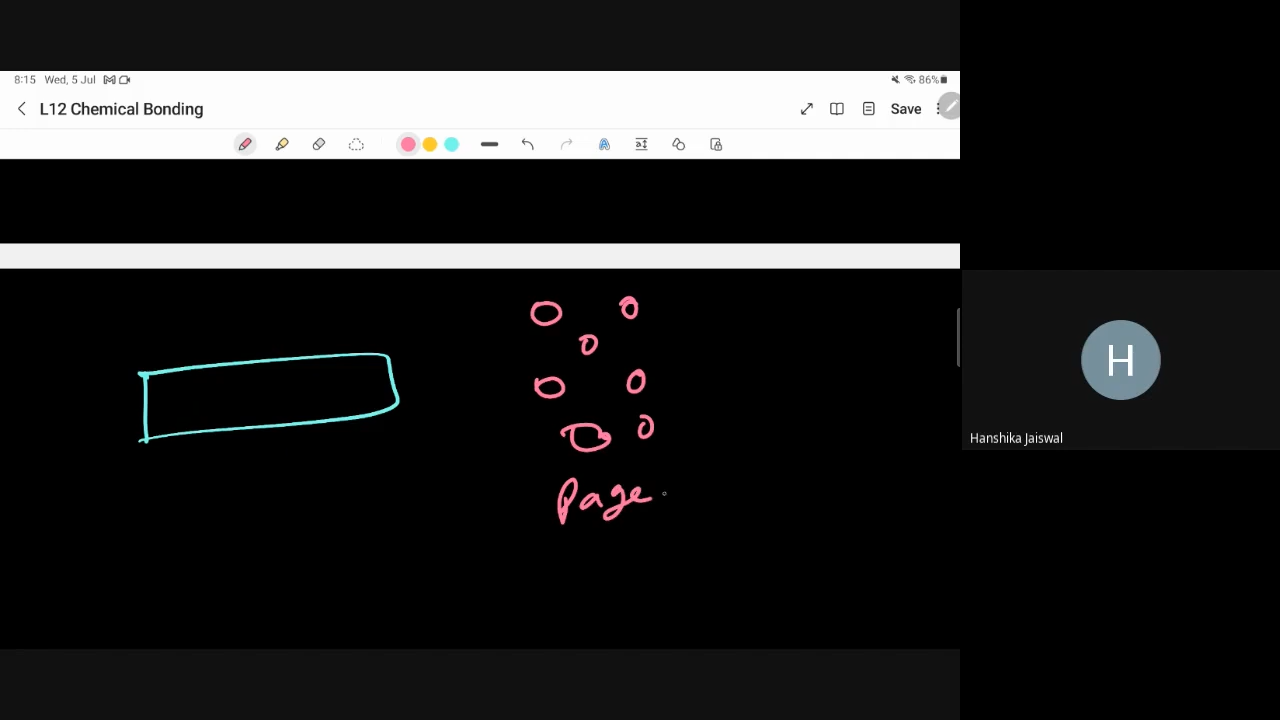 8:15 Wed, 5 Jul 86%
L12 Chemical Bonding Save
H
Page
Hanshika Jaiswal